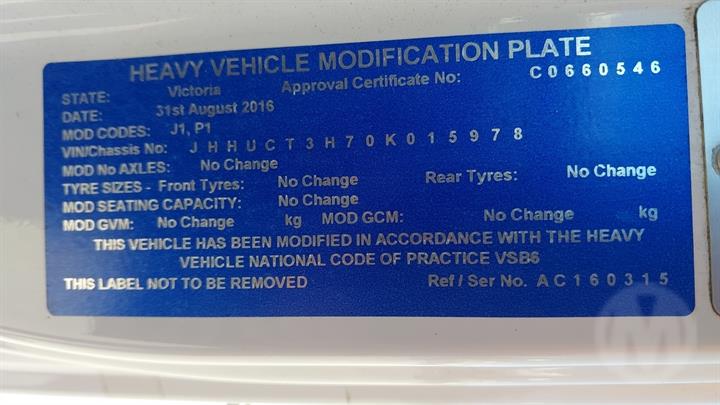 HEAVY VEHICLE MODIFICATION PLATE
STATE: Victoria Approval Certificate No: C0660546
DATE: 31st August 2016
MOD CODES: J1, P1
VIN/Chassis No: JHHUCT3H70K015978
MOD No AXLES: No Change
TYRE SIZES - Front Tyres: No Change Rear Tyres: No Change
MOD SEATING CAPACITY: No Change
MOD GVM: No Change kg MOD GCM: No Change kg
THIS VEHICLE HAS BEEN MODIFIED IN ACCORDANCE WITH THE HEAVY
VEHICLE NATIONAL CODE OF PRACTICE VSB6
THIS LABEL NOT TO BE REMOVED Ref / Ser No. AC160315
M